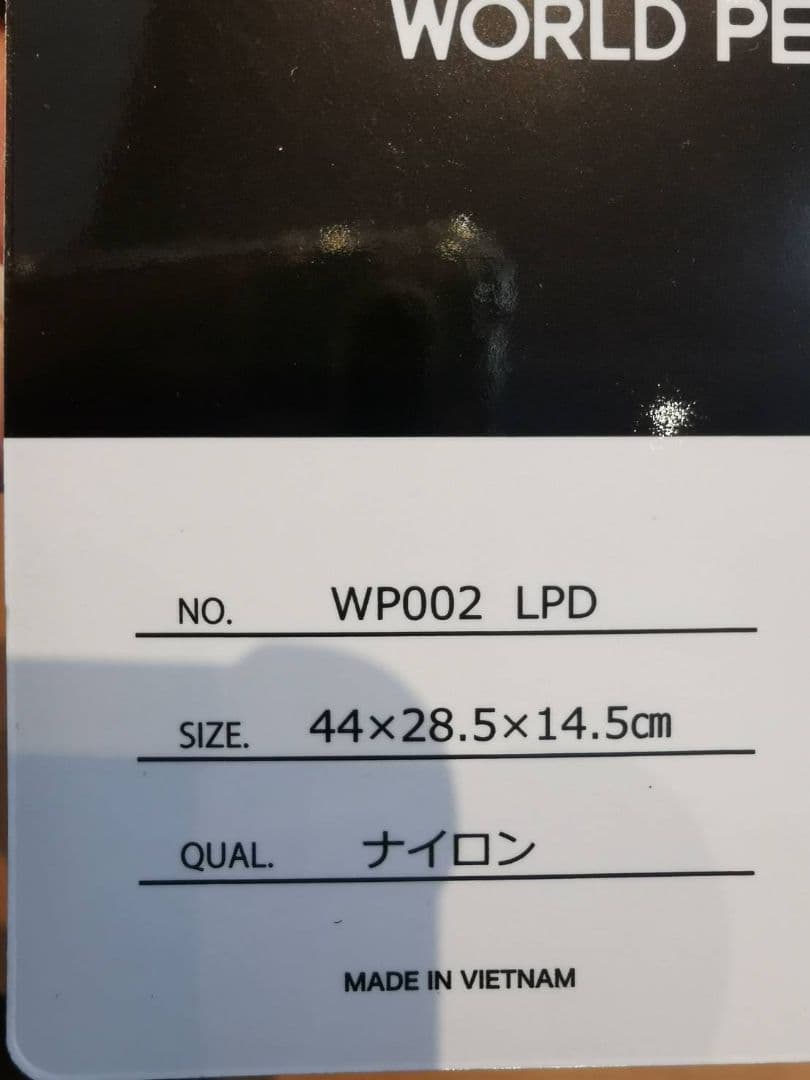 WORLD PE
NO. WP002 LPD
SIZE. 44×28.5×14.5㎝
QUAL. ナイロン
MADE IN VIETNAM